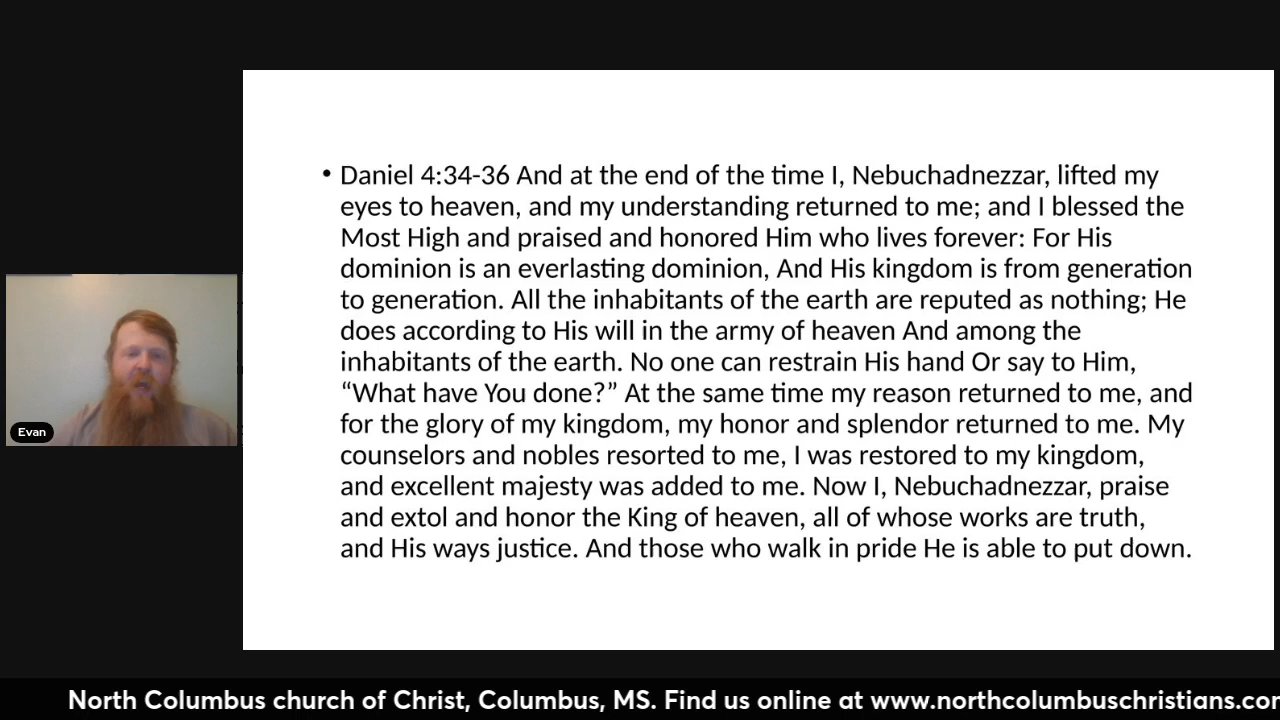 • Daniel 4:34-36 And at the end of the time I, Nebuchadnezzar, lifted my
eyes to heaven, and my understanding returned to me; and I blessed the
Most High and praised and honored Him who lives forever: For His
dominion is an everlasting dominion, And His kingdom is from generation
to generation. All the inhabitants of the earth are reputed as nothing; He
does according to His will in the army of heaven And among the
inhabitants of the earth. No one can restrain His hand Or say to Him,
“What have You done?” At the same time my reason returned to me, and
for the glory of my kingdom, my honor and splendor returned to me. My
counselors and nobles resorted to me, I was restored to my kingdom,
and excellent majesty was added to me. Now I, Nebuchadnezzar, praise
and extol and honor the King of heaven, all of whose works are truth,
and His ways justice. And those who walk in pride He is able to put down.
Evan
North Columbus church of Christ, Columbus, MS. Find us online at www.northcolumbuschristians.cor